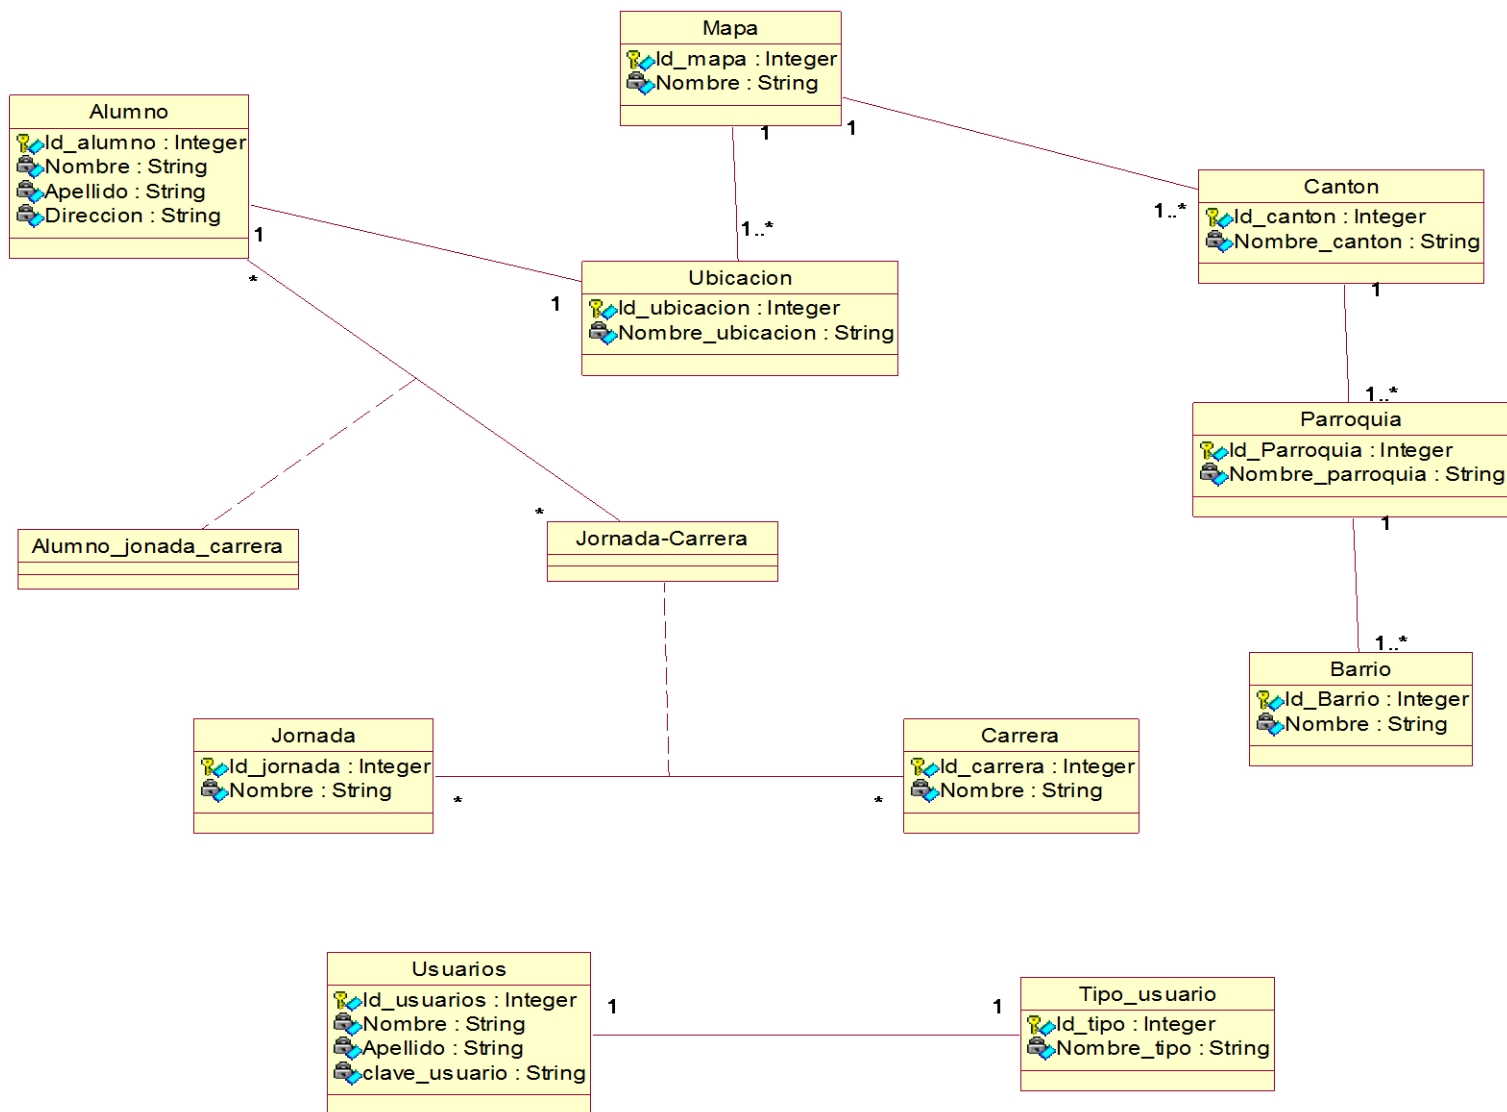 Mapa
Id_mapa : Integer
Nombre : String
1
1
Alumno
Id_alumno : Integer
Nombre : String
Apellido : String
Direccion : String
1
*
Canton
Id_canton : Integer
Nombre_canton : String
1..*
1
1..*
Ubicacion
Id_ubicacion : Integer
Nombre_ubicacion : String
1
1..*
Parroquia
Id_Parroquia : Integer
Nombre_parroquia : String
1
*
Alumno_jonada_carrera
Jornada-Carrera
1..*
Barrio
Id_Barrio : Integer
Nombre : String
Jornada
Id_jornada : Integer
Nombre : String
*
*
Carrera
Id_carrera : Integer
Nombre : String
Usuarios
Id_usuarios : Integer
Nombre : String
Apellido : String
clave_usuario : String
1
1
Tipo_usuario
Id_tipo : Integer
Nombre_tipo : String